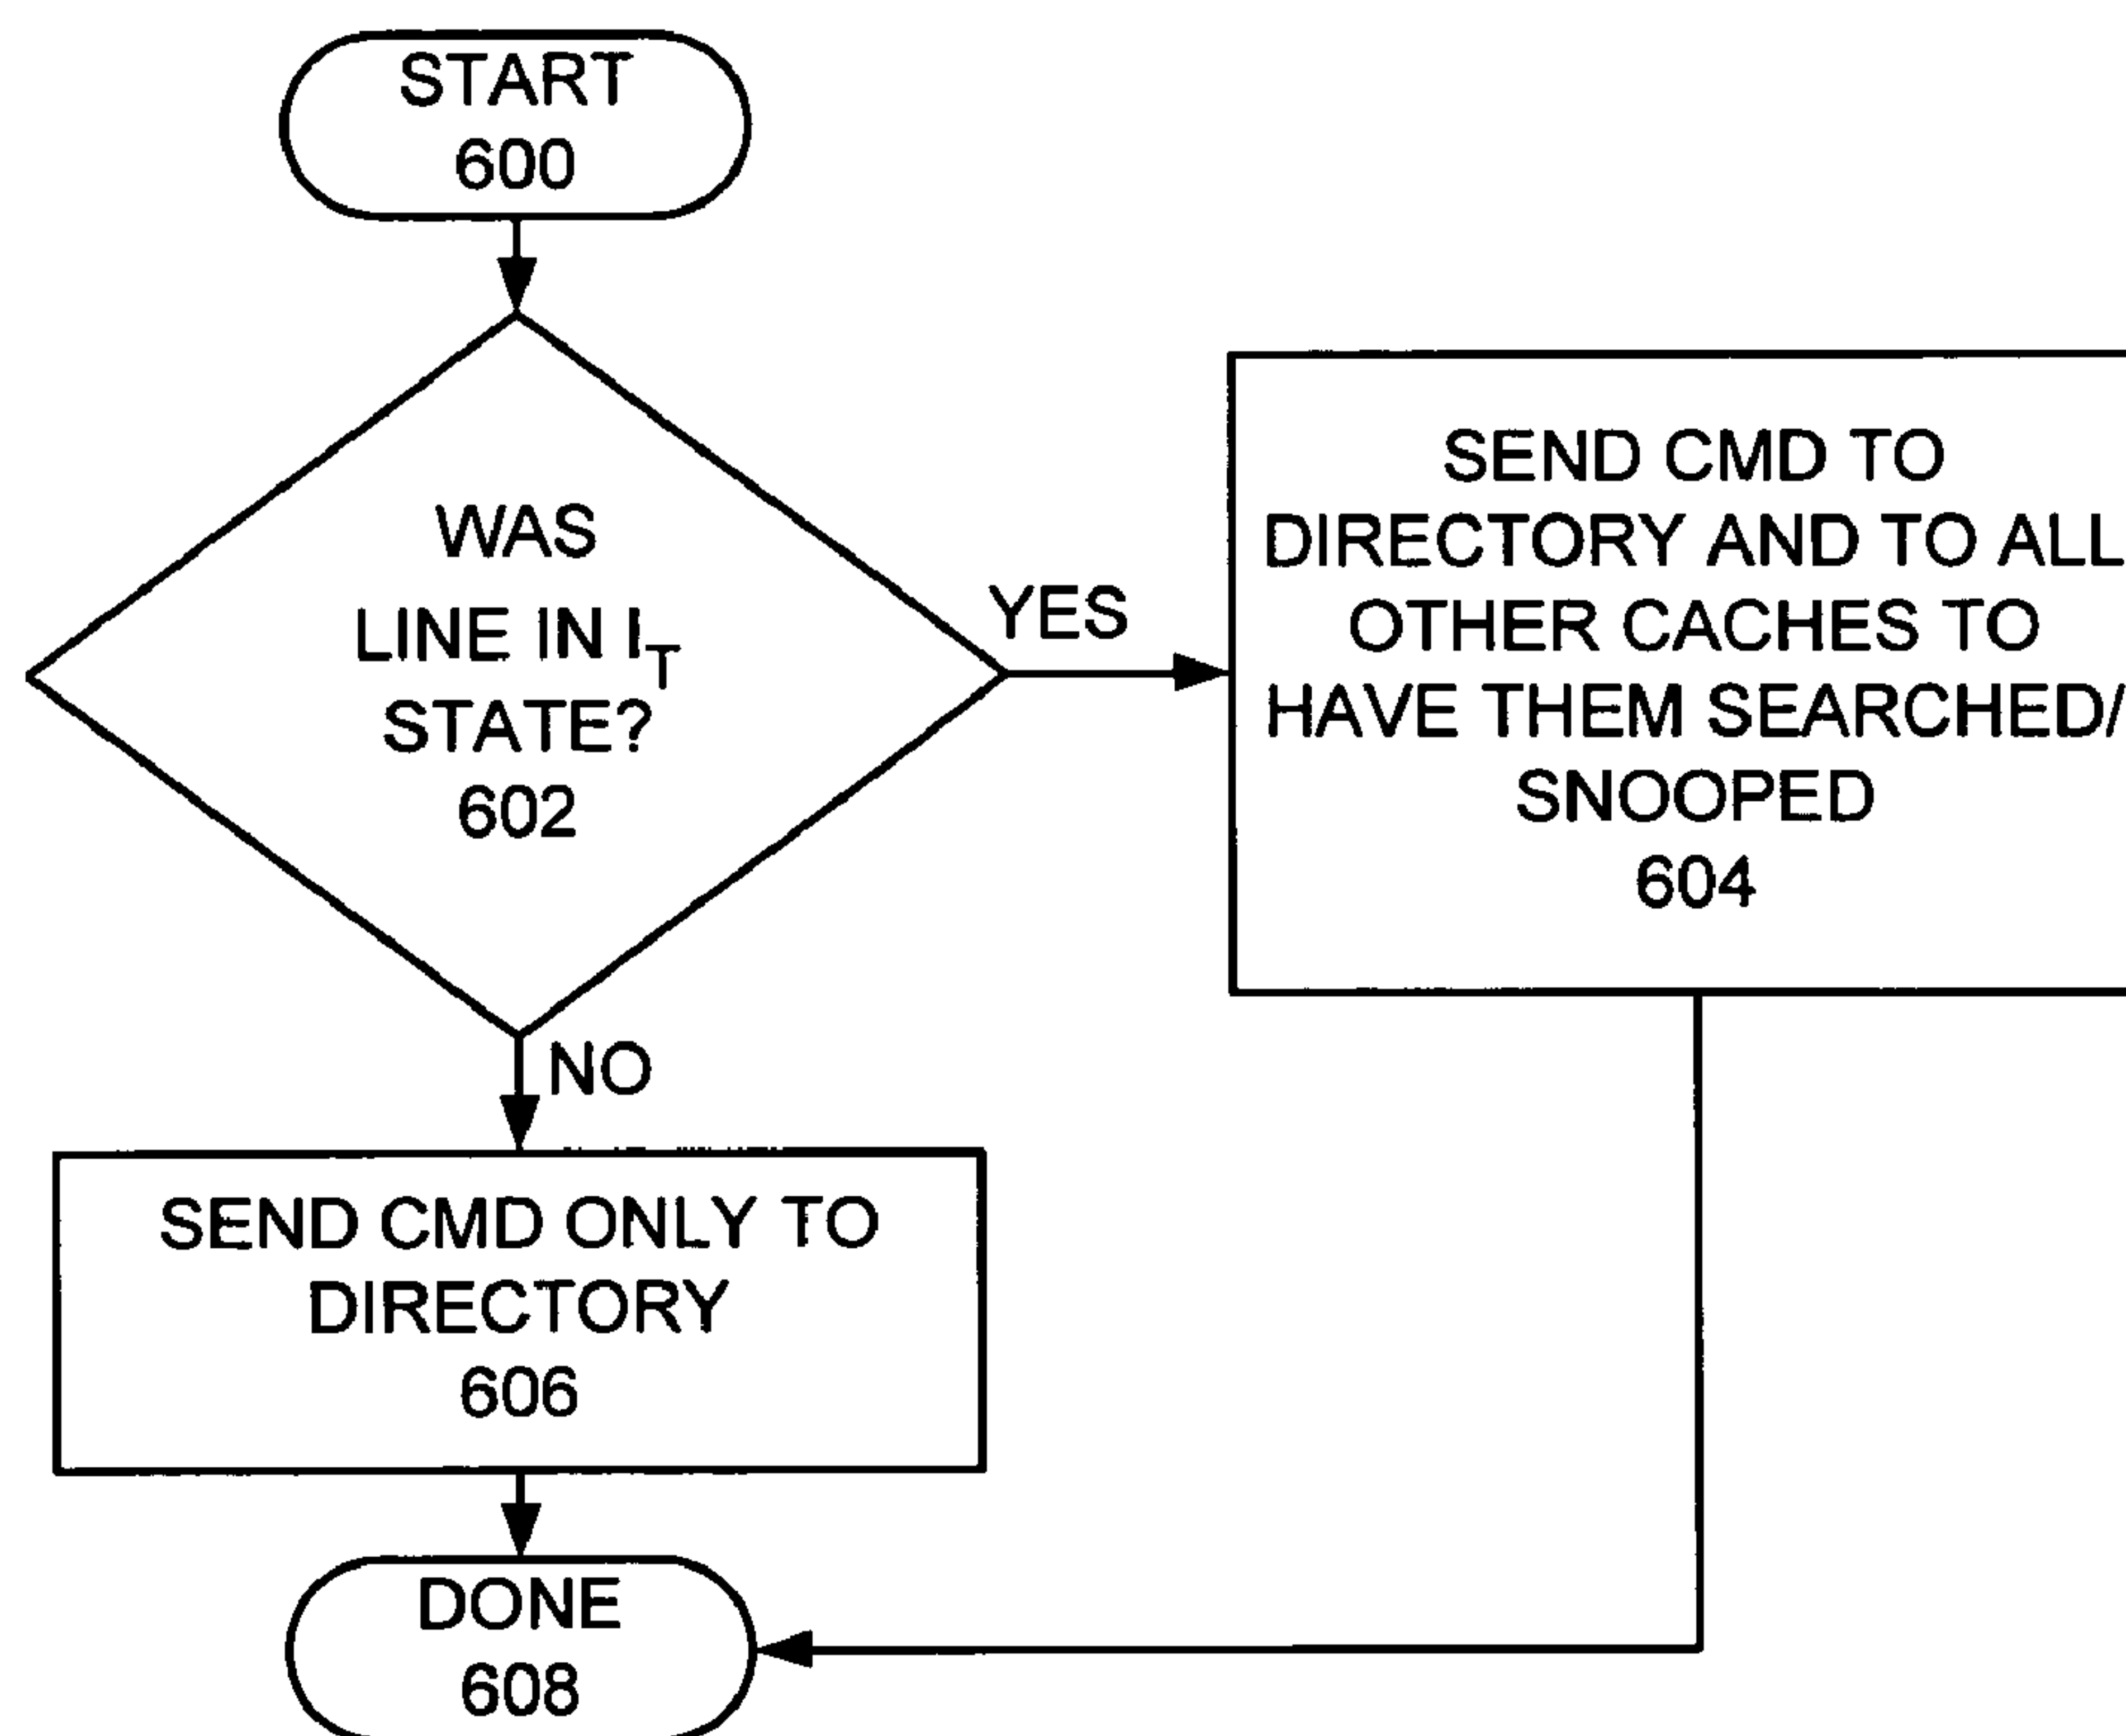 START
600
WAS
LINE IN I_T
STATE?
602
YES
SEND CMD TO
DIRECTORY AND TO ALL
OTHER CACHES TO
HAVE THEM SEARCHED/
SNOOPED
604
NO
SEND CMD ONLY TO
DIRECTORY
606
DONE
608